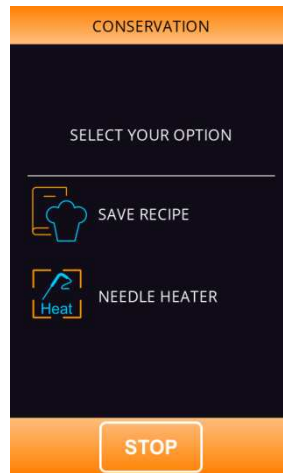 CONSERVATION
SELECT YOUR OPTION
SAVE RECIPE
Heat
NEEDLE HEATER
STOP